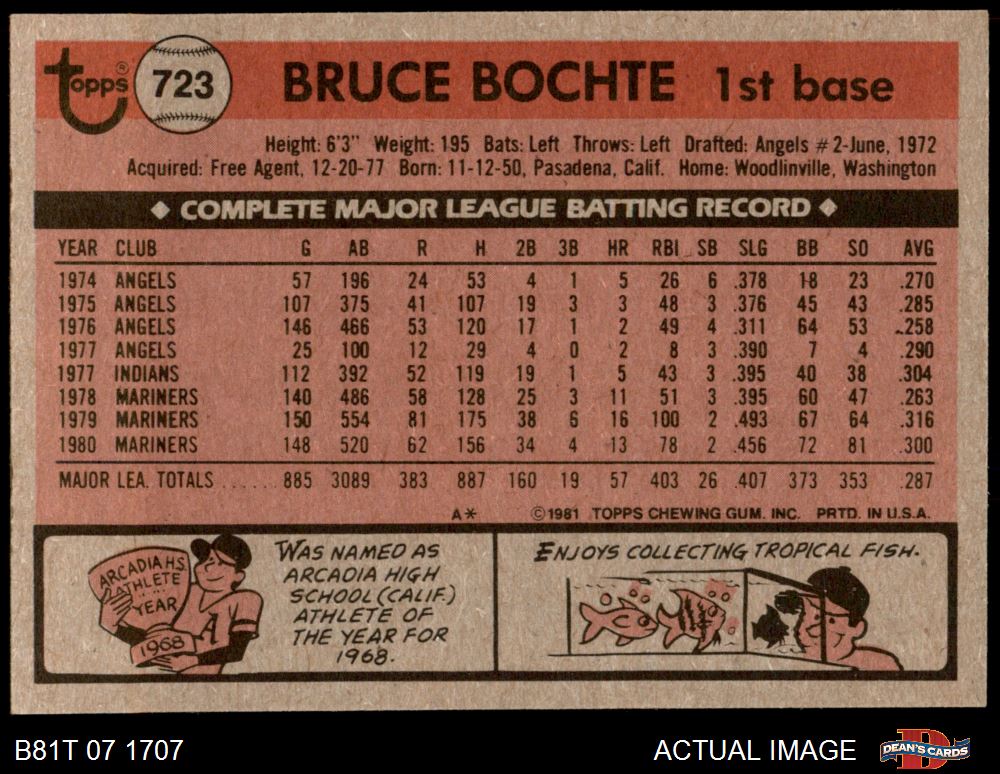 topps® 723 BRUCE BOCHTE 1st base
Height: 6'3" Weight: 195 Bats: Left Throws: Left Drafted: Angels #2-June, 1972
Acquired: Free Agent, 12-20-77 Born: 11-12-50, Pasadena, Calif. Home: Woodlinville, Washington
◆ COMPLETE MAJOR LEAGUE BATTING RECORD ◆
YEAR CLUB G AB R H 2B 3B HR RBI SB SLG BB SO AVG
1974 ANGELS 57 196 24 53 4 1 5 26 6 .378 18 23 .270
1975 ANGELS 107 375 41 107 19 3 3 48 3 .376 45 43 .285
1976 ANGELS 146 466 53 120 17 1 2 49 4 .311 64 53 .258
1977 ANGELS 25 100 12 29 4 0 2 8 3 .390 7 4 .290
1977 INDIANS 112 392 52 119 19 1 5 43 3 .395 40 38 .304
1978 MARINERS 140 486 58 128 25 3 11 51 3 .395 60 47 .263
1979 MARINERS 150 554 81 175 38 6 16 100 2 .493 67 64 .316
1980 MARINERS 148 520 62 156 34 4 13 78 2 .456 72 81 .300
MAJOR LEA. TOTALS ...... 885 3089 383 887 160 19 57 403 26 .407 373 353 .287
A* ©1981 TOPPS CHEWING GUM. INC. PRTD. IN U.S.A.
ARCADIA H.S.
ATHLETE
YEAR
1968
WAS NAMED AS
ARCADIA HIGH
SCHOOL (CALIF.)
ATHLETE OF
THE YEAR FOR
1968.
ENJOYS COLLECTING TROPICAL FISH.
B81T 07 1707 ACTUAL IMAGE DEAN'S CARDS